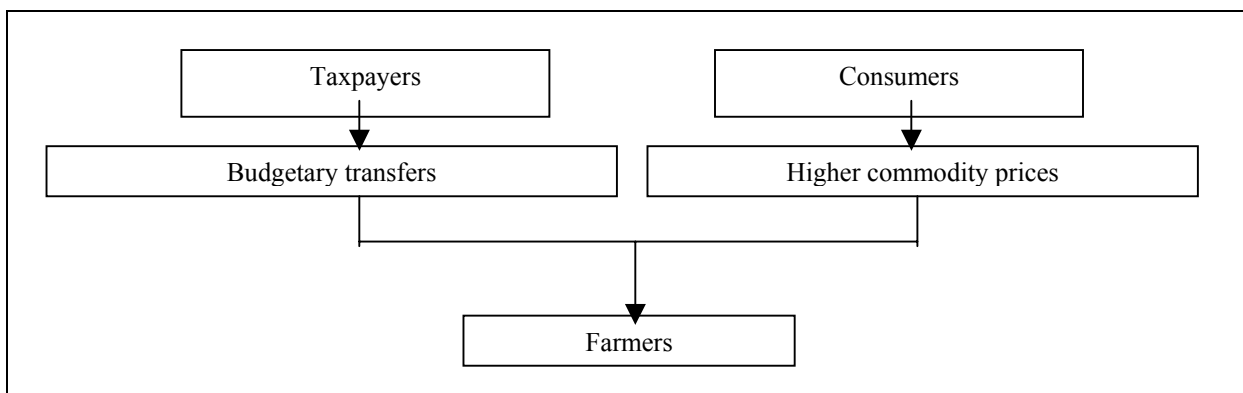 Taxpayers
Consumers
Budgetary transfers
Higher commodity prices
Farmers